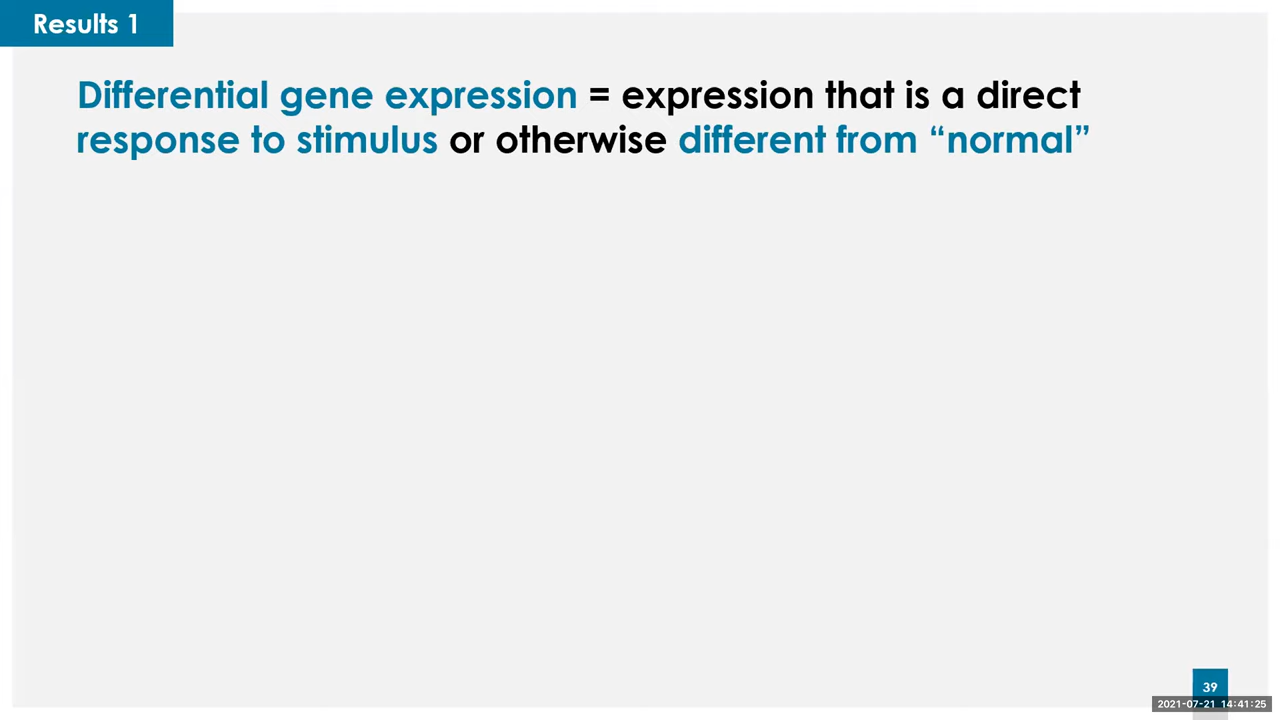 Results 1
Differential gene expression = expression that is a direct
response to stimulus or otherwise different from “normal”
39
2021-07-21 14:41:25